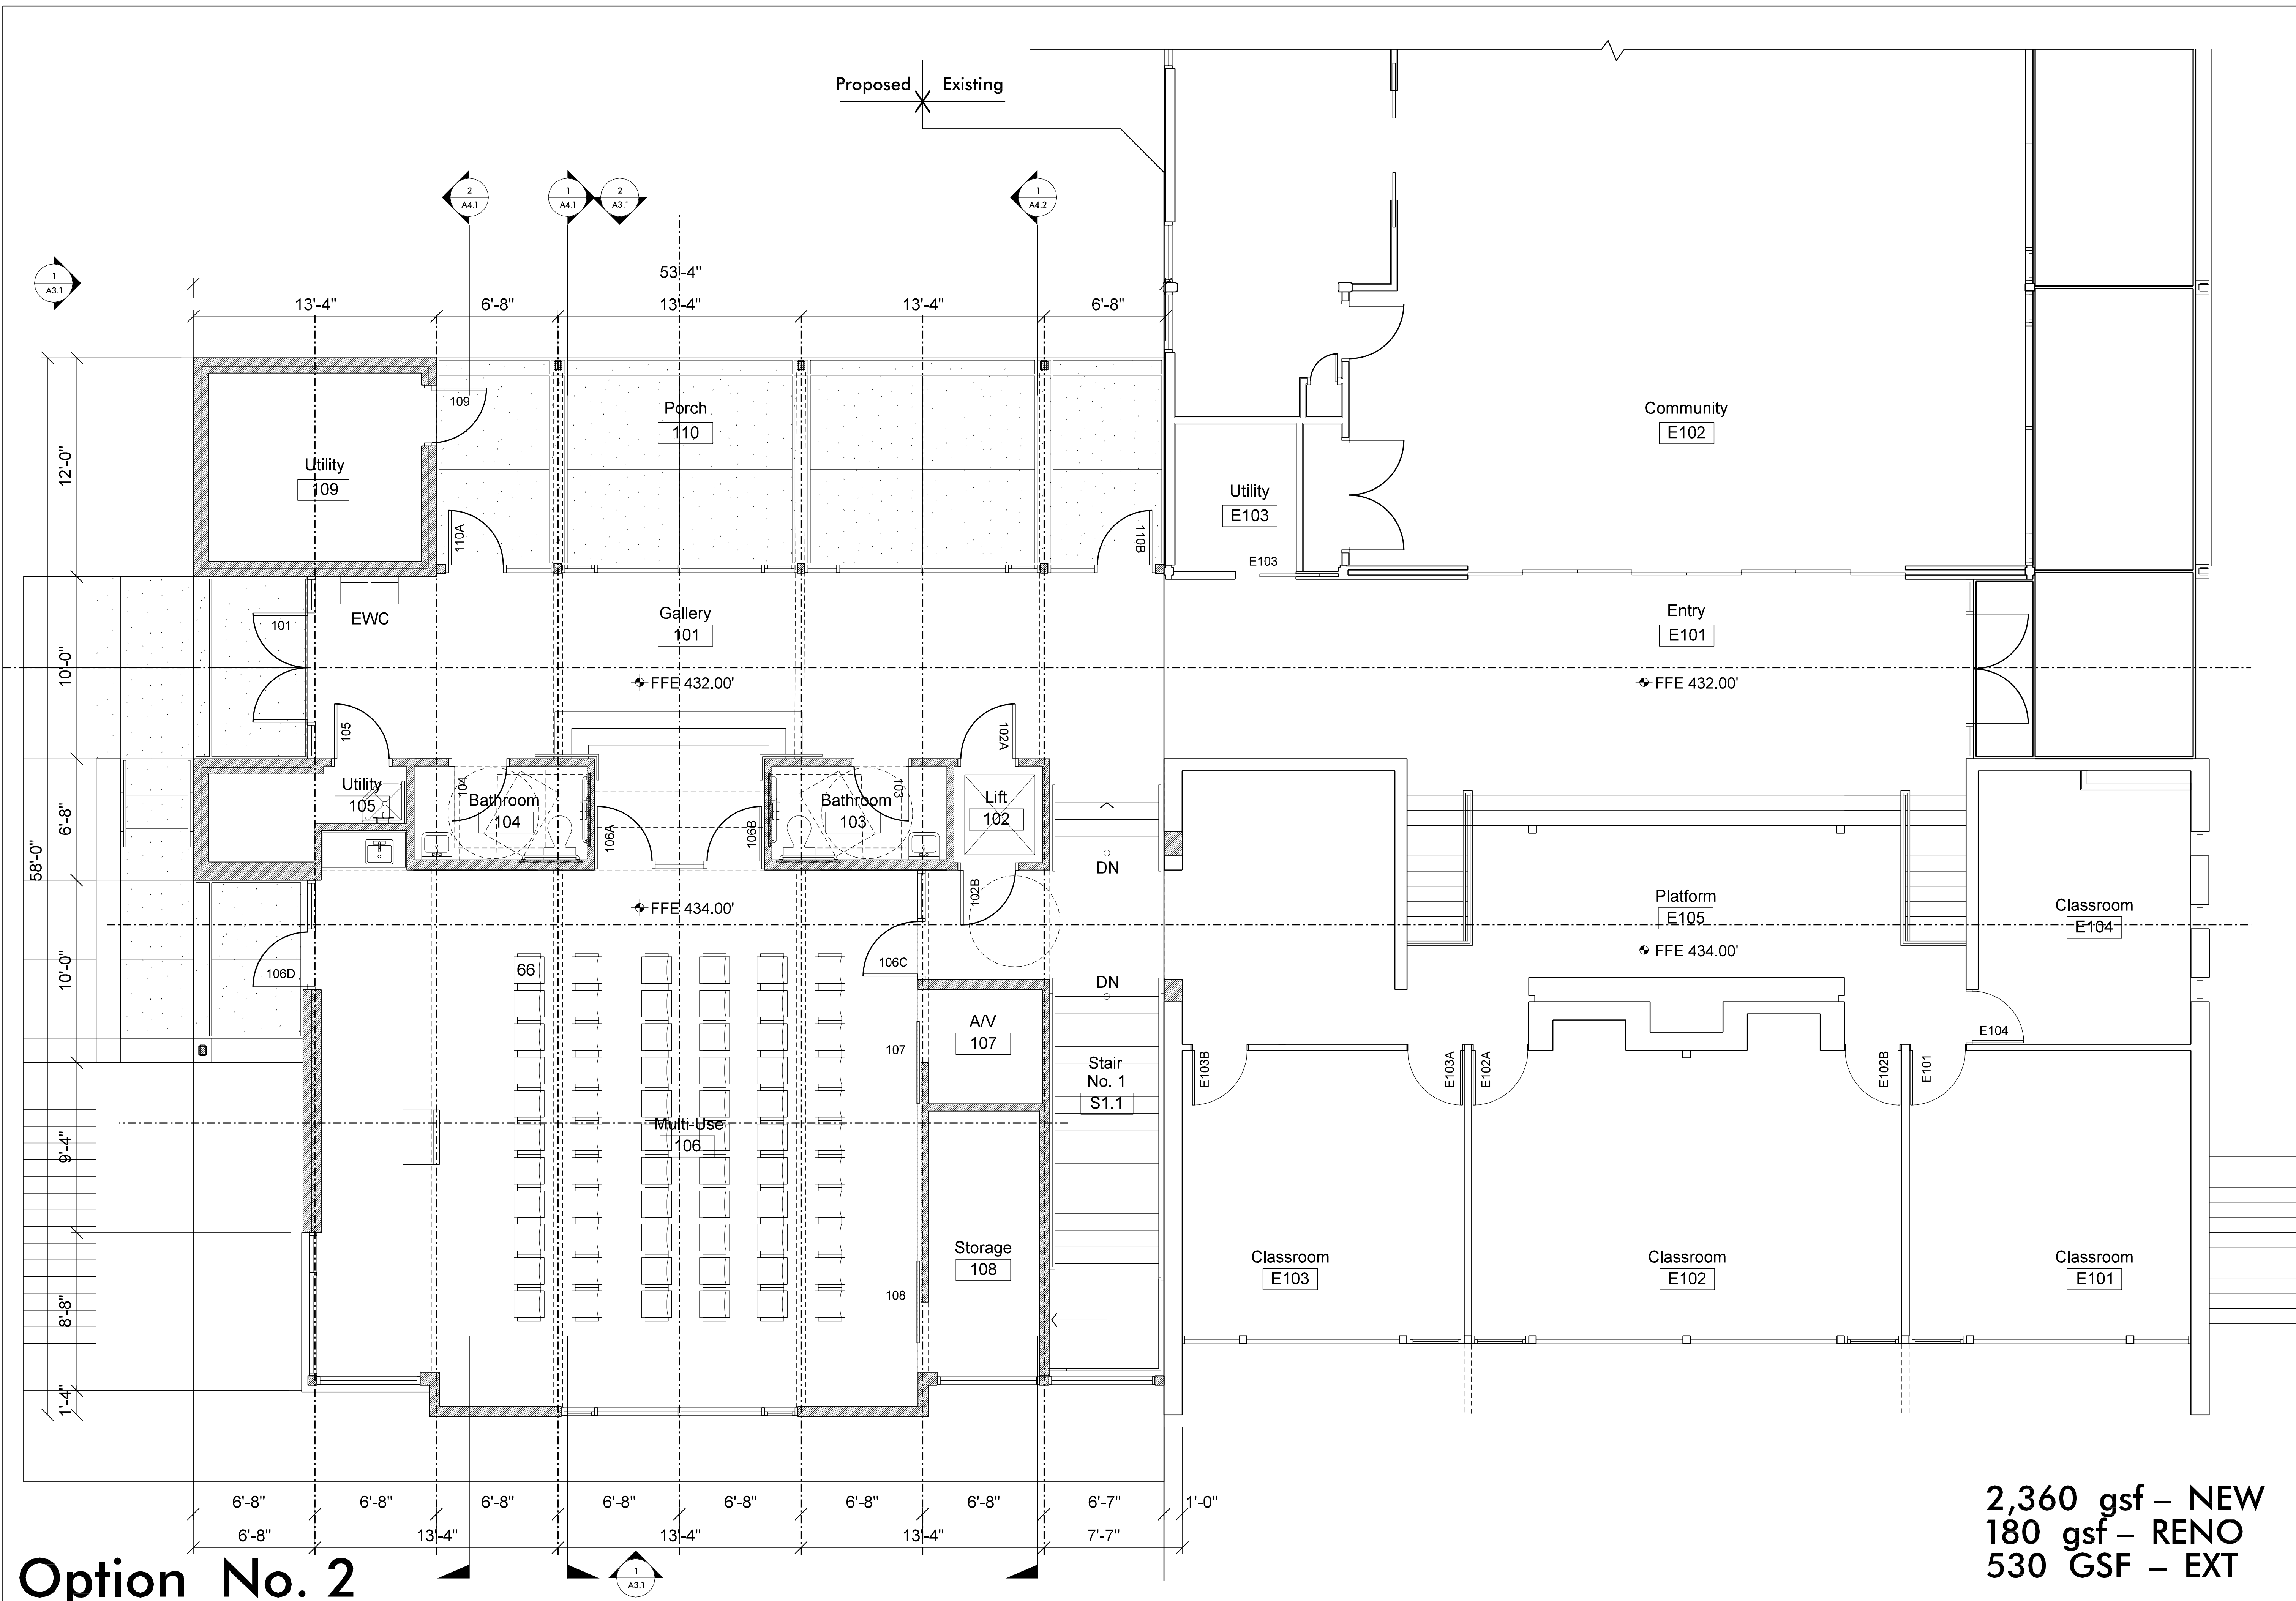 Proposed Existing
2
A4.1
1
A4.1
2
A3.1
1
A4.2
1
A3.1
53'-4"
13'-4" 6'-8" 13'-4" 13'-4" 6'-8"
12'-0"
10'-0"
6'-8"
58'-0"
10'-0"
9'-4"
8'-8"
1'-4"
109
Porch
110
Utility
109
110A
110B
Community
E102
Utility
E103
E103
101
EWC
Gallery
101
Entry
E101
FFE 432.00'
FFE 432.00'
105
102A
Utility
105
104
Bathroom
104
106A
106B
Bathroom
103
103
Lift
102
DN
102B
FFE 434.00'
Platform
E105
FFE 434.00'
Classroom
E104
106D
66
106C
DN
A/V
107
107
E104
Stair
No. 1
S1.1
E103B
E103A
E102A
E102B
E101
Multi-Use
106
Storage
108
108
Classroom
E103
Classroom
E102
Classroom
E101
6'-8" 6'-8" 6'-8" 6'-8" 6'-8" 6'-8" 6'-8" 6'-7" 1'-0"
6'-8" 13'-4" 13'-4" 13'-4" 7'-7"
1
A3.1
Option No. 2
2,360 gsf – NEW
180 gsf – RENO
530 GSF – EXT